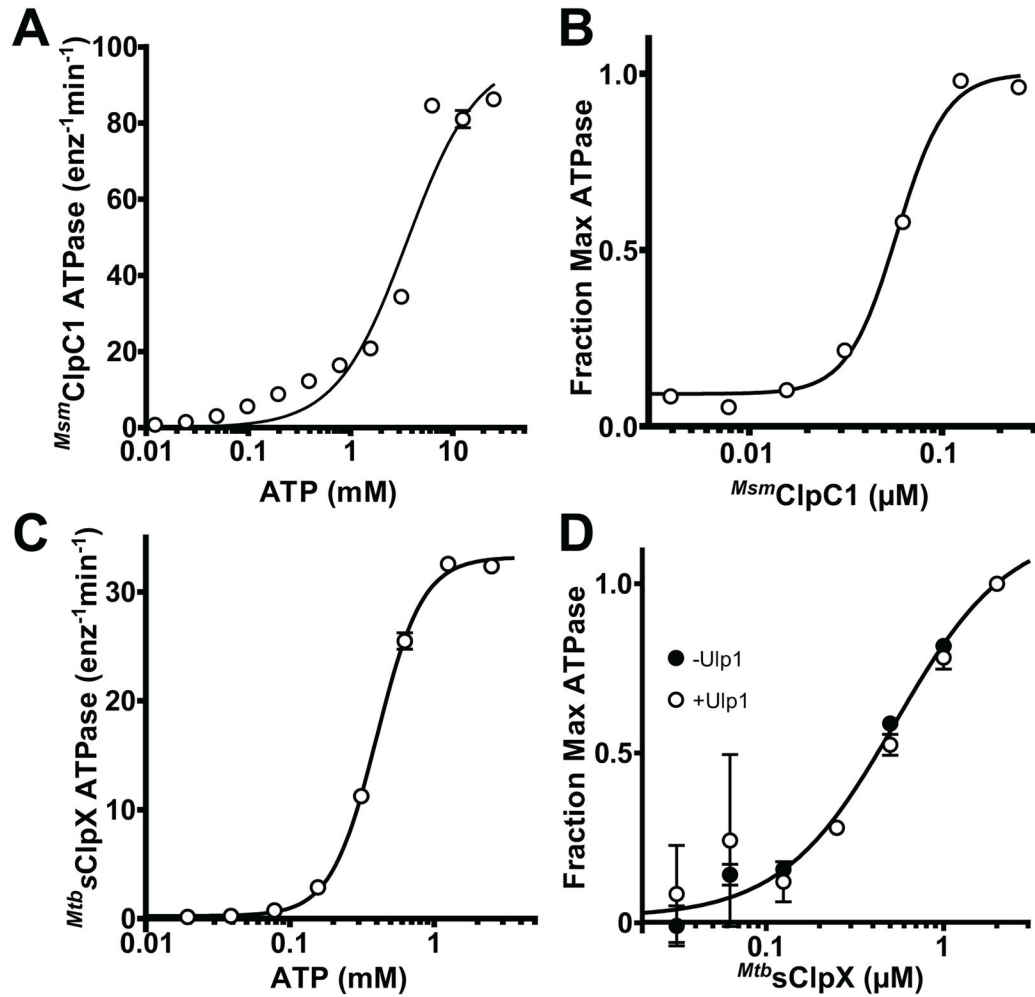 A
MsmClpC1 ATPase (enz-1min-1)
100
80
60
40
20
0
0.01
0.1
1
10
ATP (mM)
B
Fraction Max ATPase
1.0
0.5
0.0
0.01
0.1
MsmClpC1 (µM)
C
MtbsClpX ATPase (enz-1min-1)
30
20
10
0
0.01
0.1
1
ATP (mM)
D
Fraction Max ATPase
1.0
0.5
0
-Ulp1
+Ulp1
0.1
1
MtbsClpX (µM)